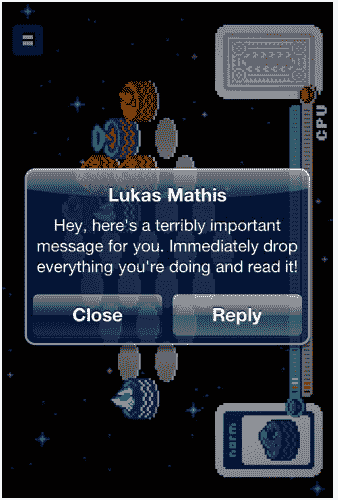 CPU
Lukas Mathis
Hey, here's a terribly important
message for you. Immediately drop
everything you're doing and read it!
Close
Reply
norm